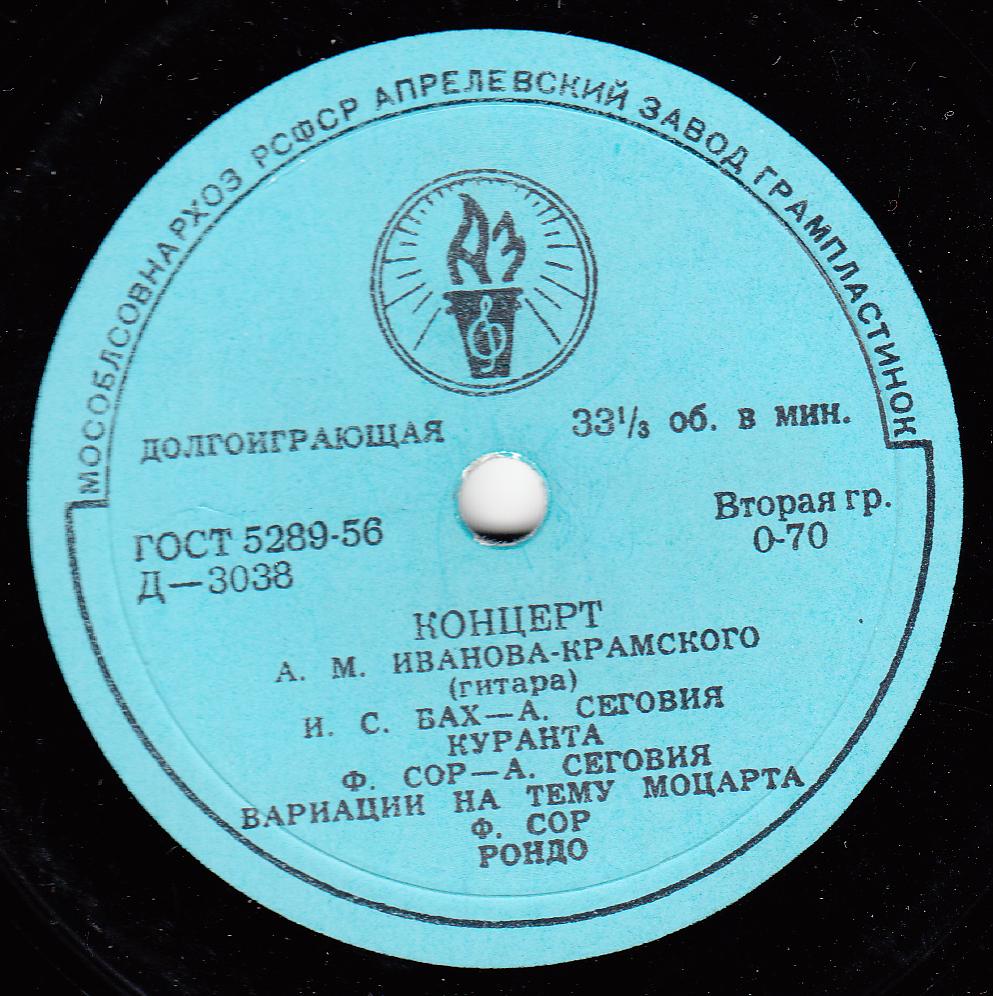 МОСОБЛСОВНАРХОЗ РСФСР АПРЕЛЕВСКИЙ ЗАВОД ГРАМПЛАСТИНОК
АЗ
ДОЛГОИГРАЮЩАЯ
33⅓ об. в мин.
ГОСТ 5289-56
Д—3038
Вторая гр.
0-70
КОНЦЕРТ
А. М. ИВАНОВА-КРАМСКОГО
(гитара)
И. С. БАХ—А. СЕГОВИЯ
КУРАНТА
Ф. СОР—А. СЕГОВИЯ
ВАРИАЦИИ НА ТЕМУ МОЦАРТА
Ф. СОР
РОНДО